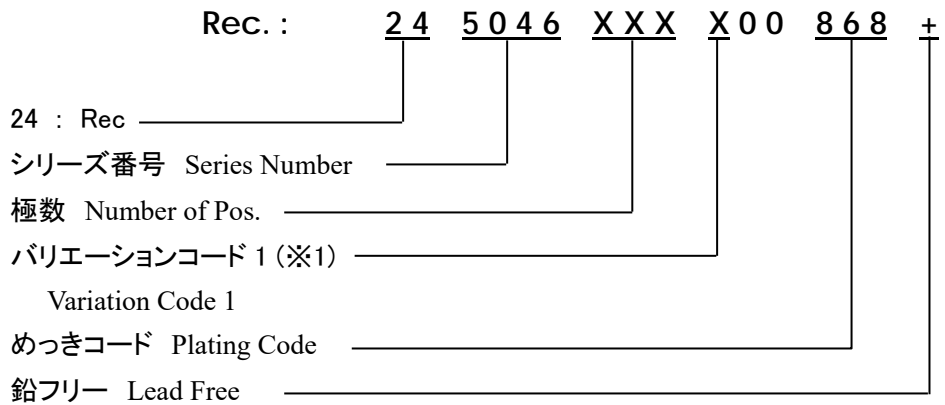 Rec.: 24 5046 XXX X00 868 +
24 : Rec
シリーズ番号 Series Number
極数 Number of Pos.
バリエーションコード 1 (※1)
Variation Code 1
めっきコード Plating Code
鉛フリー Lead Free